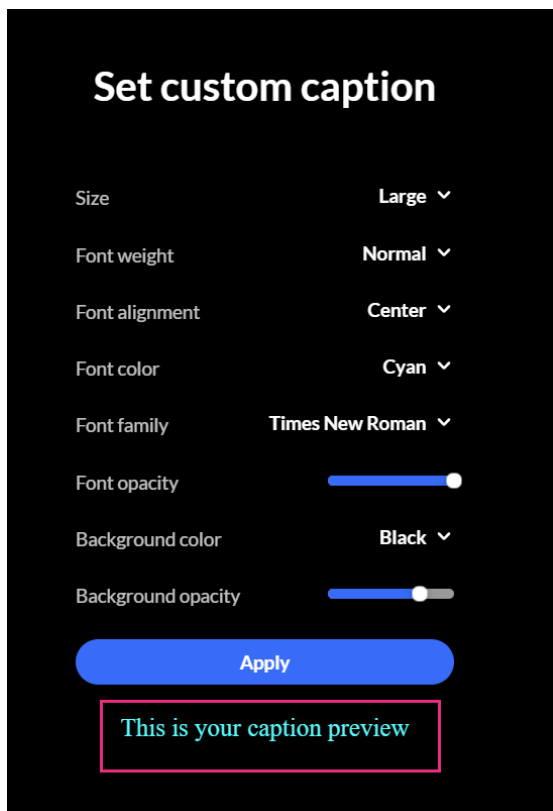 Set custom caption
Size Large
Font weight Normal
Font alignment Center
Font color Cyan
Font family Times New Roman
Font opacity
Background color Black
Background opacity
Apply
This is your caption preview